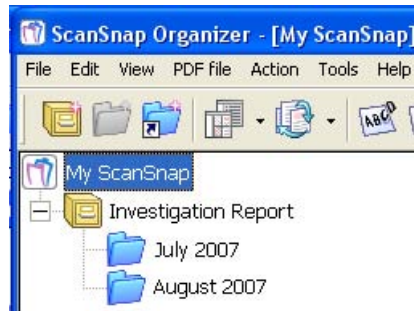 ScanSnap Organizer - [My ScanSnap]
File Edit View PDF file Action Tools Help
ABC
My ScanSnap
Investigation Report
July 2007
August 2007